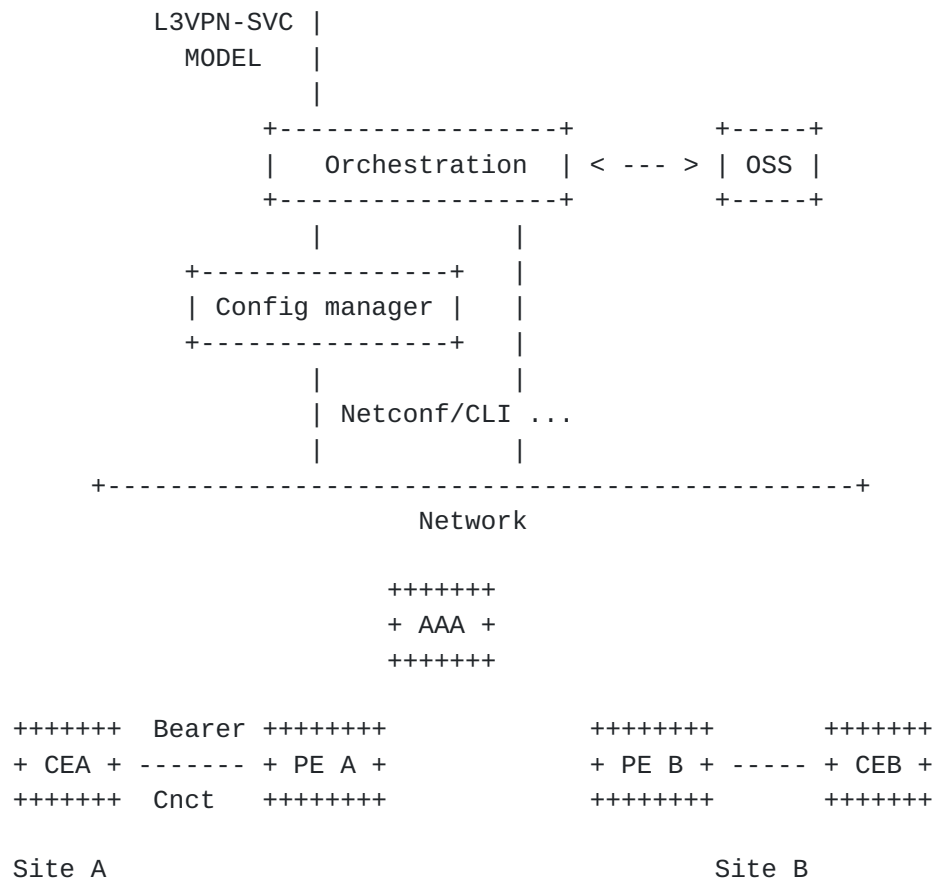 L3VPN-SVC |
MODEL |
|
+------------------+ +-----+
| Orchestration | < --- > | OSS |
+------------------+ +-----+
| |
+----------------+ |
| Config manager | |
+----------------+ |
| |
| Netconf/CLI ...
| |
+------------------------------------------------+
Network
+++++++
+ AAA +
+++++++
+++++++ Bearer ++++++++ ++++++++ +++++++
+ CEA + ------- + PE A + + PE B + ----- + CEB +
+++++++ Cnct ++++++++ ++++++++ +++++++
Site A Site B